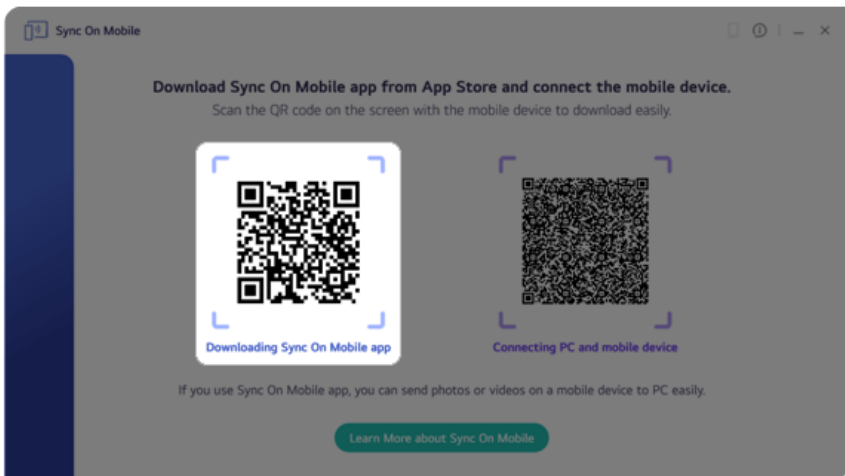 Sync On Mobile
Download Sync On Mobile app from App Store and connect the mobile device.
Scan the QR code on the screen with the mobile device to download easily.
Downloading Sync On Mobile app
Connecting PC and mobile device
If you use Sync On Mobile app, you can send photos or videos on a mobile device to PC easily.
Learn More about Sync On Mobile